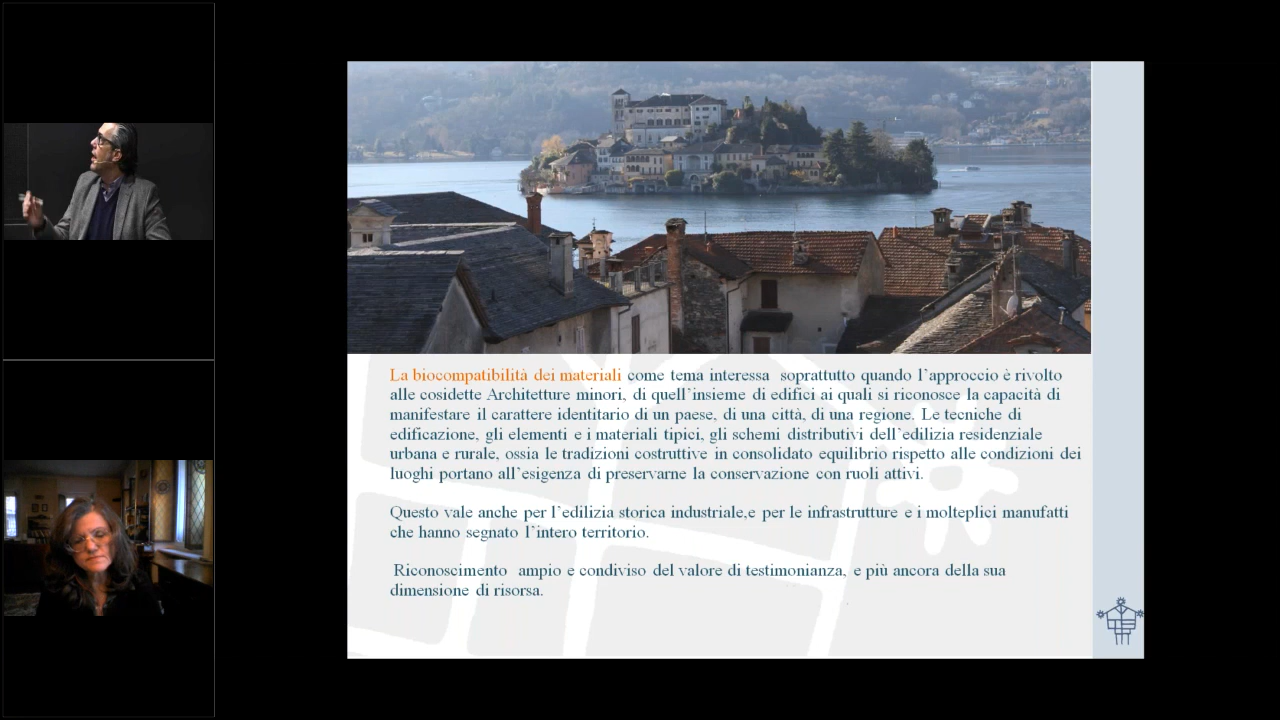 La biocompatibilità dei materiali come tema interessa soprattutto quando l'approccio è rivolto
alle cosidette Architetture minori, di quell'insieme di edifici ai quali si riconosce la capacità di
manifestare il carattere identitario di un paese, di una città, di una regione. Le tecniche di
edificazione, gli elementi e i materiali tipici, gli schemi distributivi dell'edilizia residenziale
urbana e rurale, ossia le tradizioni costruttive in consolidato equilibrio rispetto alle condizioni dei
luoghi portano all'esigenza di preservarne la conservazione con ruoli attivi.
Questo vale anche per l'edilizia storica industriale,e per le infrastrutture e i molteplici manufatti
che hanno segnato l'intero territorio.
Riconoscimento ampio e condiviso del valore di testimonianza, e più ancora della sua
dimensione di risorsa.